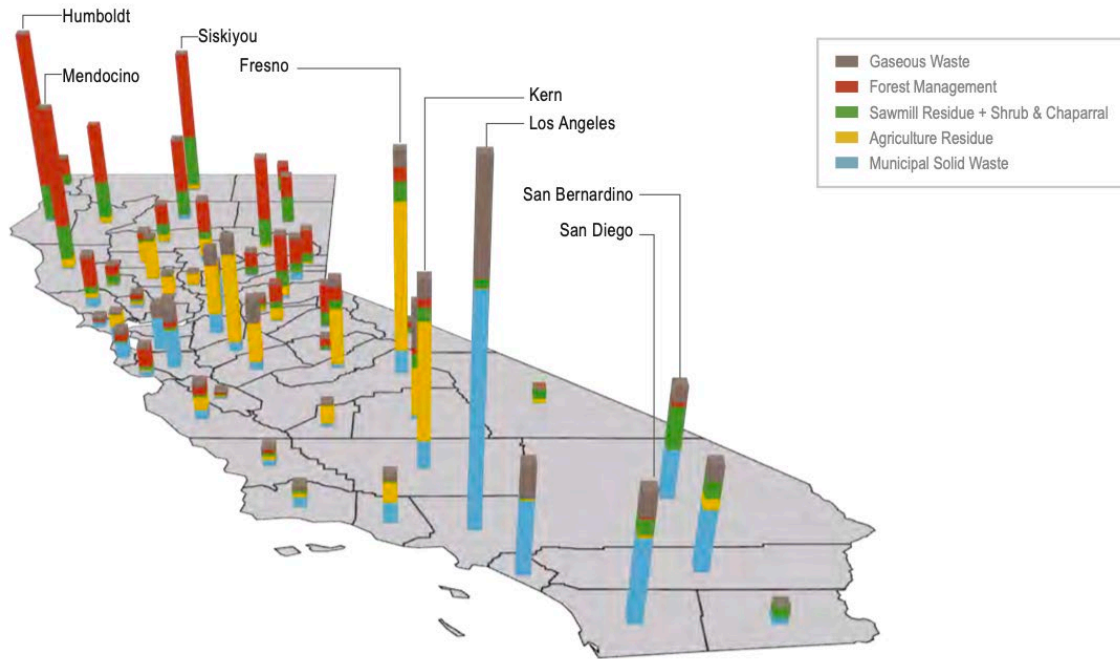 Humboldt
Siskiyou
Fresno
Mendocino
Kern
Los Angeles
San Bernardino
San Diego
Gaseous Waste
Forest Management
Sawmill Residue + Shrub & Chaparral
Agriculture Residue
Municipal Solid Waste